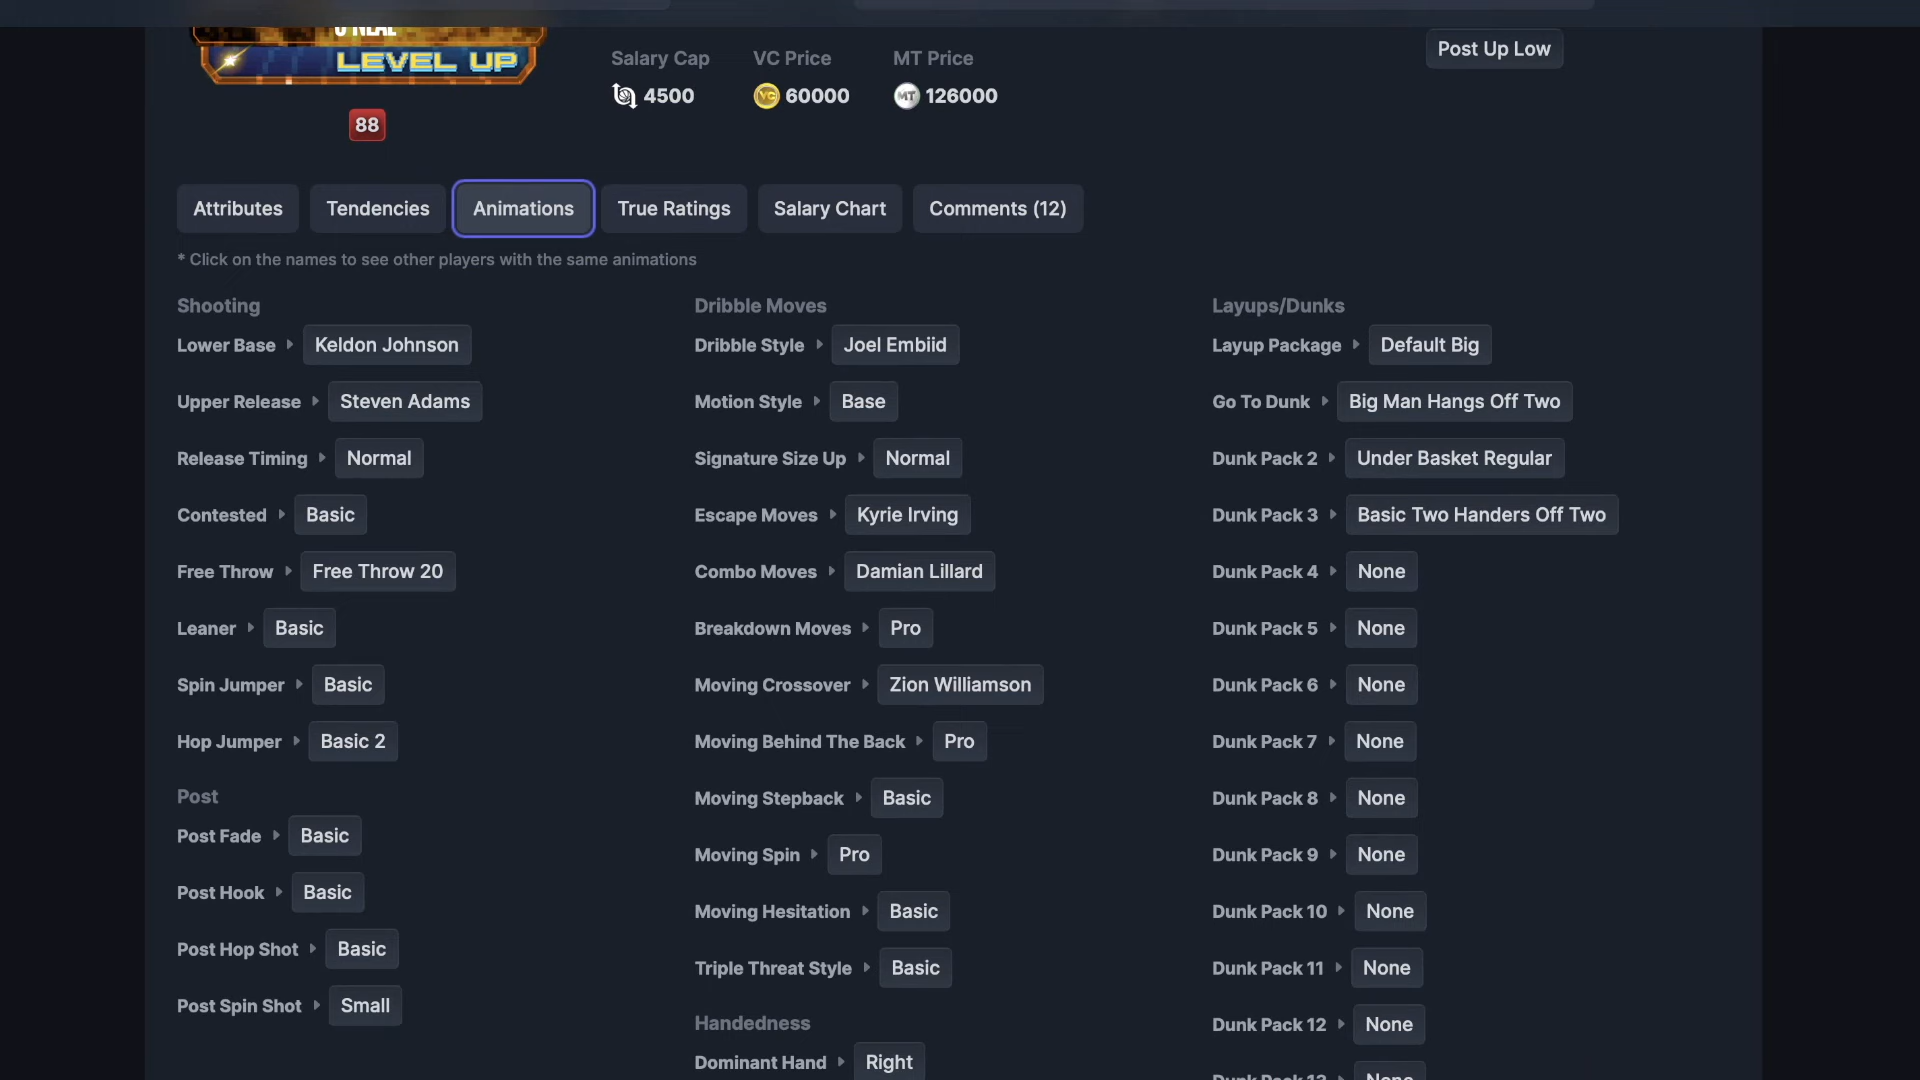 O'NEAL
LEVEL UP
88
Salary Cap
4500
VC Price
VC 60000
MT Price
MT 126000
Post Up Low
Attributes
Tendencies
Animations
True Ratings
Salary Chart
Comments (12)
* Click on the names to see other players with the same animations
Shooting
Lower Base Keldon Johnson
Upper Release Steven Adams
Release Timing Normal
Contested Basic
Free Throw Free Throw 20
Leaner Basic
Spin Jumper Basic
Hop Jumper Basic 2
Post
Post Fade Basic
Post Hook Basic
Post Hop Shot Basic
Post Spin Shot Small
Dribble Moves
Dribble Style Joel Embiid
Motion Style Base
Signature Size Up Normal
Escape Moves Kyrie Irving
Combo Moves Damian Lillard
Breakdown Moves Pro
Moving Crossover Zion Williamson
Moving Behind The Back Pro
Moving Stepback Basic
Moving Spin Pro
Moving Hesitation Basic
Triple Threat Style Basic
Handedness
Dominant Hand Right
Layups/Dunks
Layup Package Default Big
Go To Dunk Big Man Hangs Off Two
Dunk Pack 2 Under Basket Regular
Dunk Pack 3 Basic Two Handers Off Two
Dunk Pack 4 None
Dunk Pack 5 None
Dunk Pack 6 None
Dunk Pack 7 None
Dunk Pack 8 None
Dunk Pack 9 None
Dunk Pack 10 None
Dunk Pack 11 None
Dunk Pack 12 None
Dunk Pack 13 None